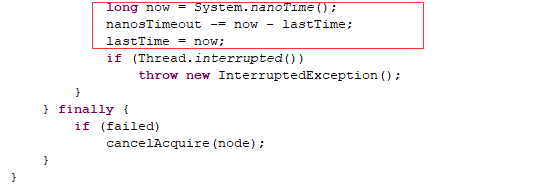 long now = System.nanoTime();
nanosTimeout -= now - lastTime;
lastTime = now;
if (Thread.interrupted())
throw new InterruptedException();
}
} finally {
if (failed)
cancelAcquire(node);
}
}